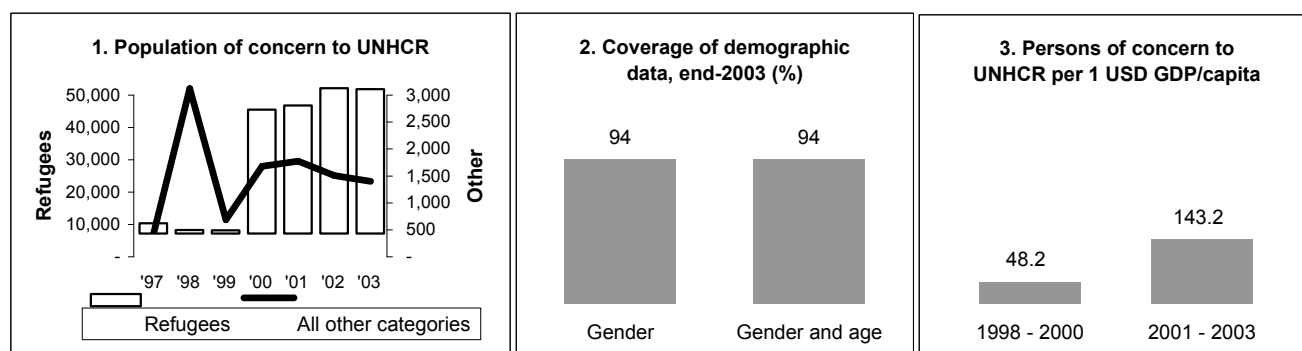 1. Population of concern to UNHCR
Refugees
50,000
40,000
30,000
20,000
10,000
-
3,000
2,500
2,000
1,500
1,000
500
-
Other
'97 '98 '99 '00 '01 '02 '03
Refugees All other categories
2. Coverage of demographic
data, end-2003 (%)
94 94
Gender Gender and age
3. Persons of concern to
UNHCR per 1 USD GDP/capita
48.2
143.2
1998 - 2000 2001 - 2003